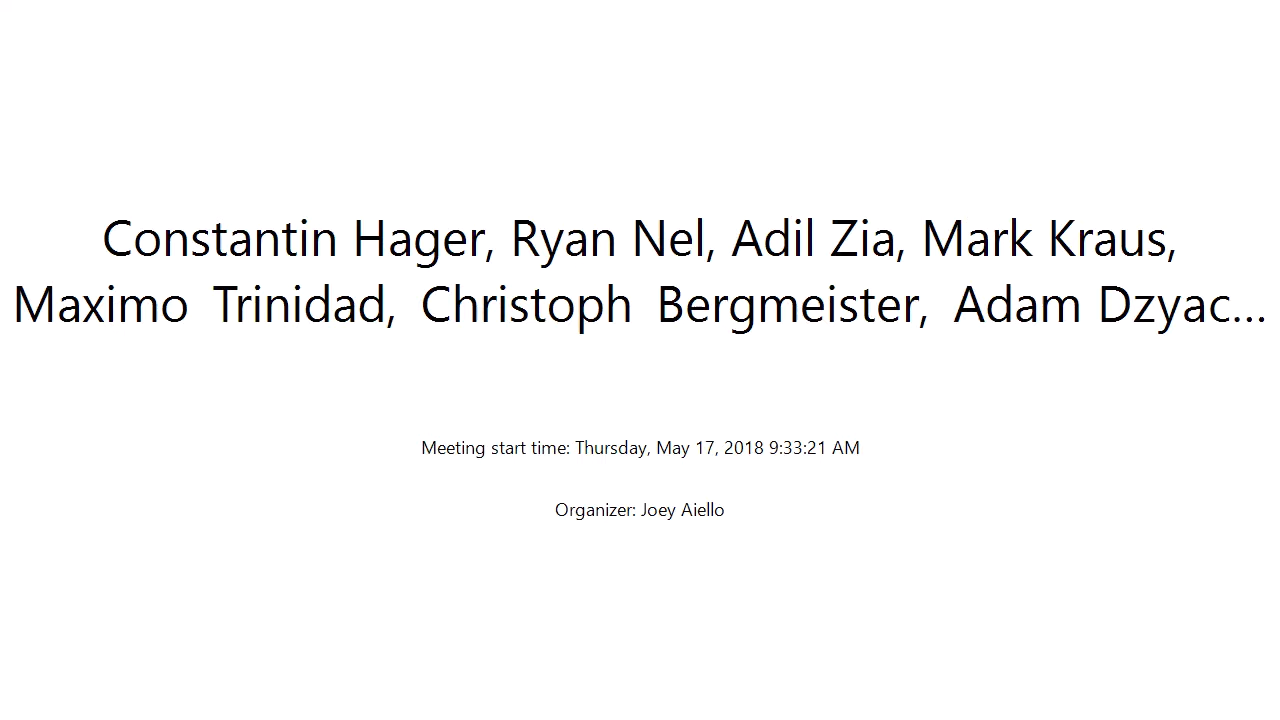 Constantin Hager, Ryan Nel, Adil Zia, Mark Kraus,
Maximo Trinidad, Christoph Bergmeister, Adam Dzyac...
Meeting start time: Thursday, May 17, 2018 9:33:21 AM
Organizer: Joey Aiello